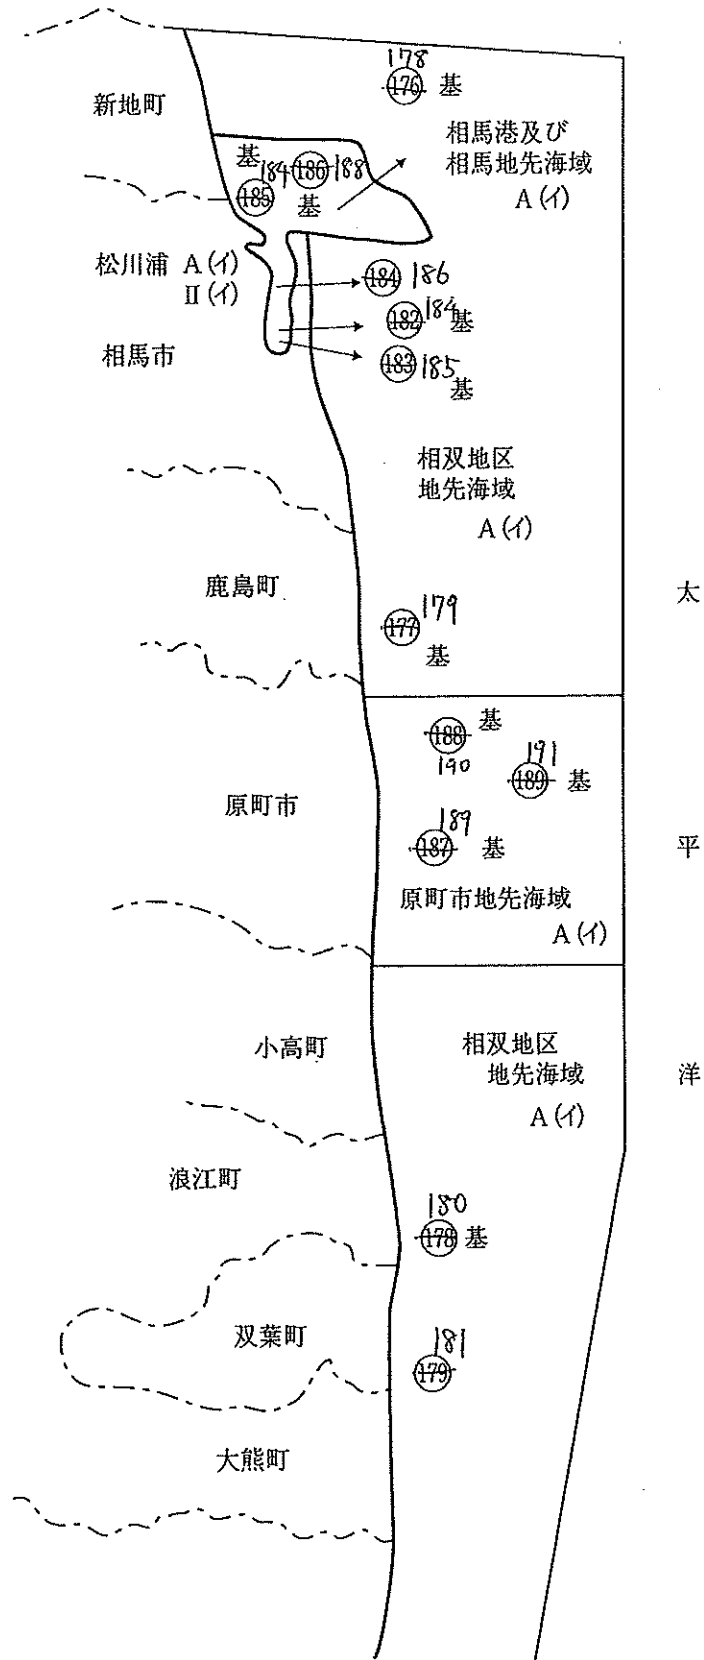 178
176 基
新地町
相馬港及び
相馬地先海域
A(イ)
基
184 186 188
185
基
松川浦 A(イ)
II(イ)
184 186
182 184 基
183 185
基
相馬市
相双地区
地先海域
A(イ)
鹿島町
179
177
基
太
188 基
190
191
189 基
原町市
189
187 基
平
原町市地先海域
A(イ)
小高町
相双地区
地先海域
A(イ)
洋
浪江町
180
178 基
双葉町
181
179
大熊町